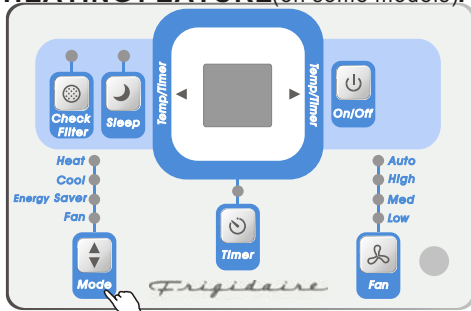 HEATING FEATURE (on some models).
Temp/Timer
Temp/Timer
Check
Filter
Sleep
On/Off
Heat
Cool
Energy Saver
Fan
Auto
High
Med
Low
Timer
Mode
Frigidaire
Fan